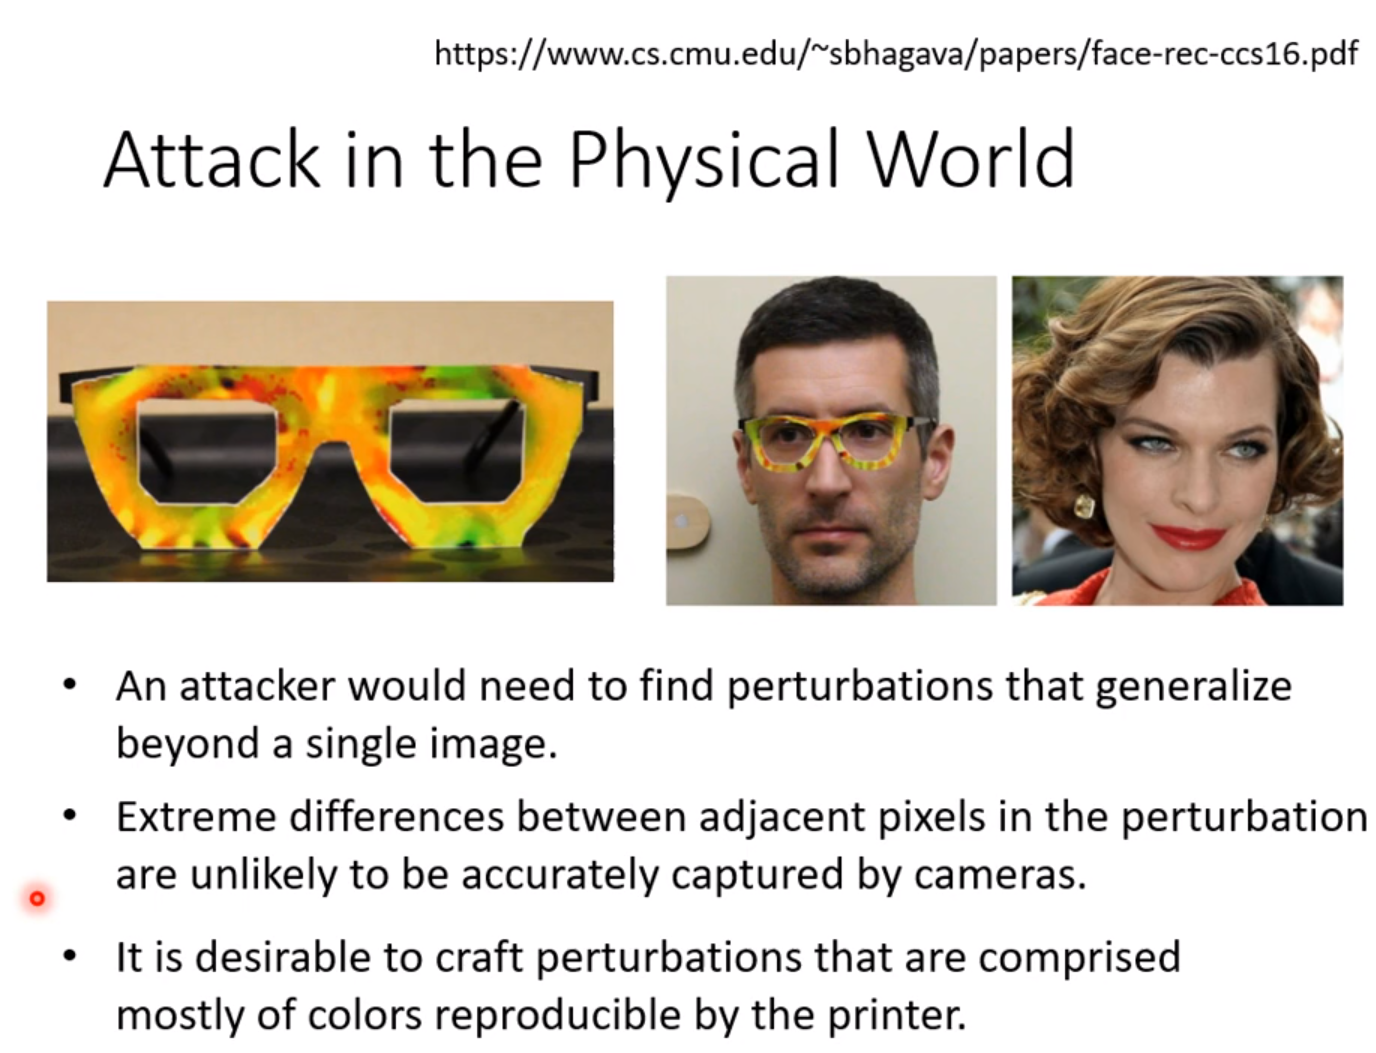 https://www.cs.cmu.edu/~sbhagava/papers/face-rec-ccs16.pdf
Attack in the Physical World
• An attacker would need to find perturbations that generalize
beyond a single image.
• Extreme differences between adjacent pixels in the perturbation
are unlikely to be accurately captured by cameras.
• It is desirable to craft perturbations that are comprised
mostly of colors reproducible by the printer.